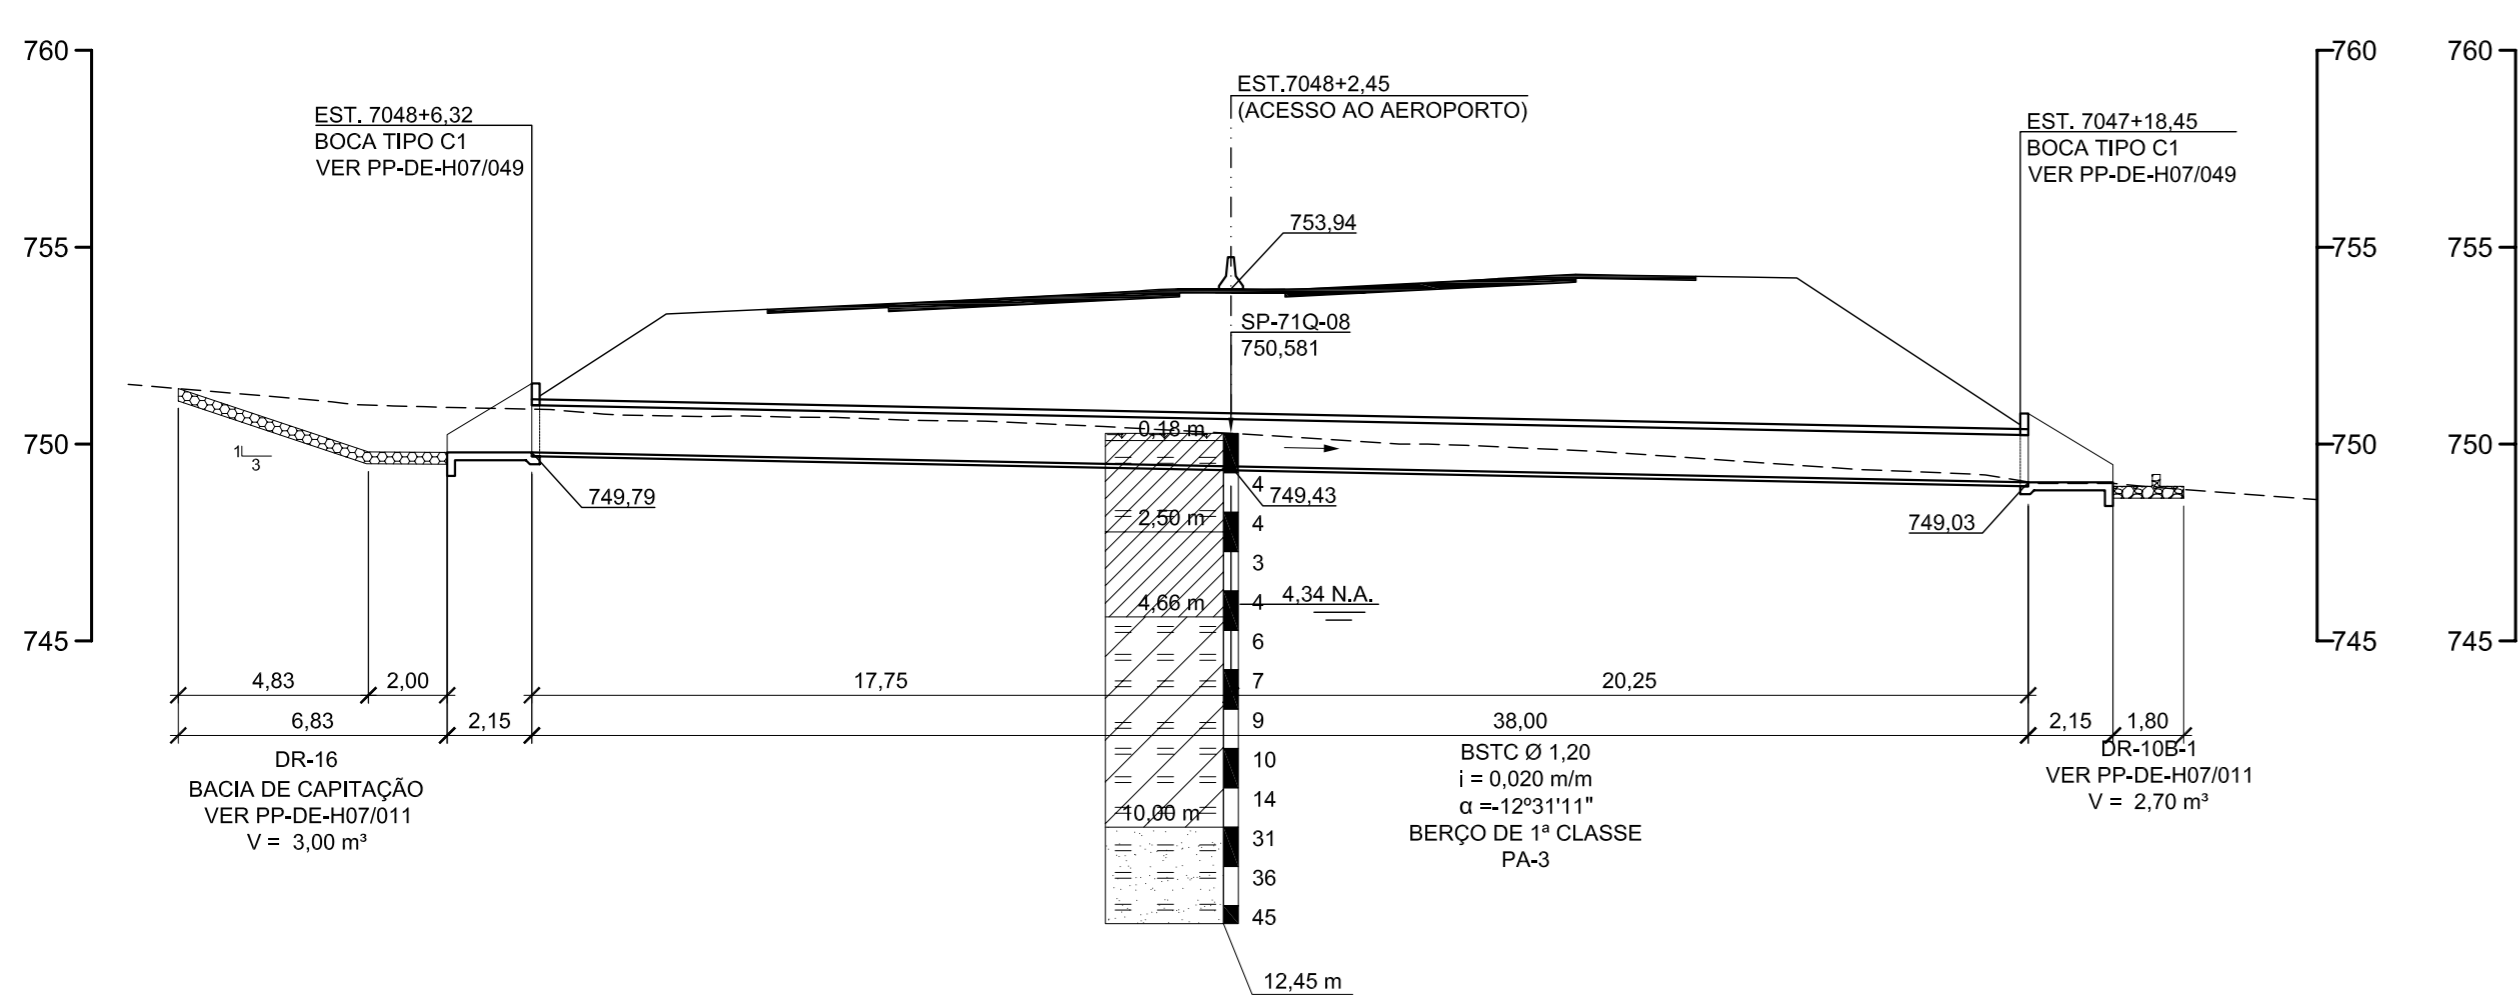 760
755
750
745
EST. 7048+6,32
BOCA TIPO C1
VER PP-DE-H07/049
EST.7048+2,45
(ACESSO AO AEROPORTO)
EST. 7047+18,45
BOCA TIPO C1
VER PP-DE-H07/049
760
755
750
745
760
755
750
745
753,94
SP-71Q-08
750,581
1
3
749,79
749,43
749,03
0,18 m
2,50 m
4,66 m
10,00 m
4
4
3
4
6
7
9
10
14
31
36
45
4,34 N.A.
12,45 m
4,83
2,00
17,75
20,25
6,83
2,15
38,00
2,15
1,80
DR-16
BACIA DE CAPITAÇÃO
VER PP-DE-H07/011
V = 3,00 m³
BSTC Ø 1,20
i = 0,020 m/m
α =-12º31'11"
BERÇO DE 1ª CLASSE
PA-3
DR-10B-1
VER PP-DE-H07/011
V = 2,70 m³